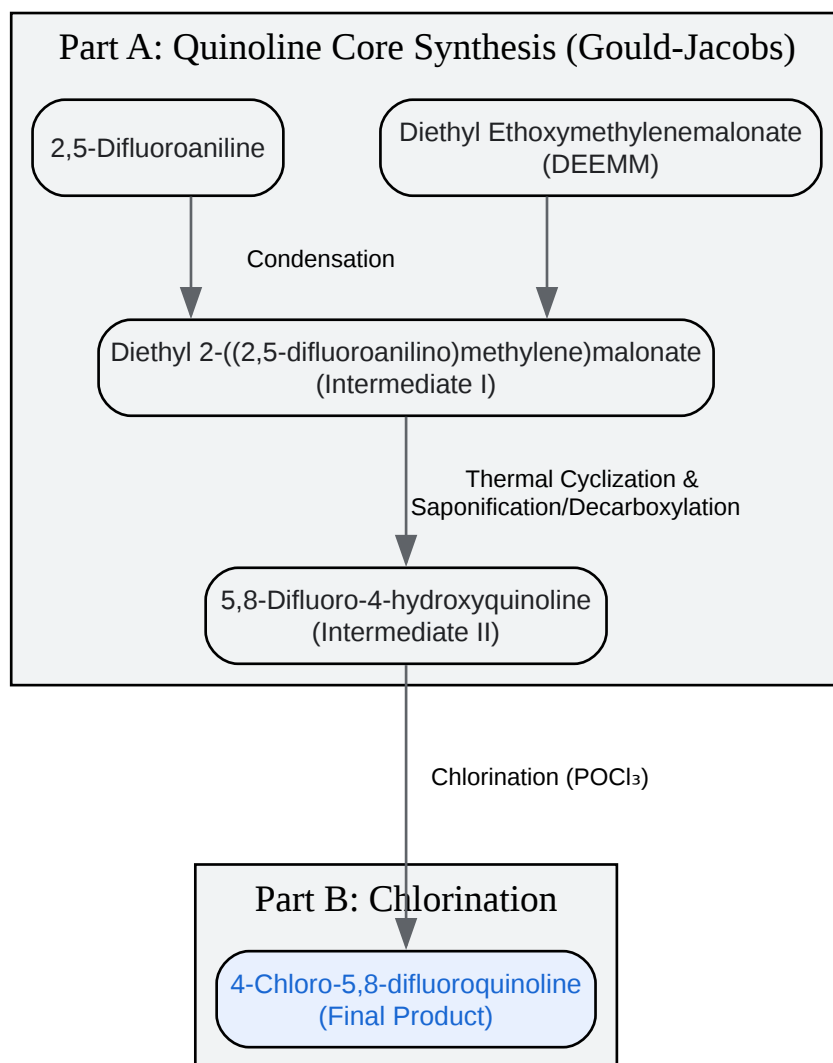 Part A: Quinoline Core Synthesis (Gould-Jacobs)
2,5-Difluoroaniline
Diethyl Ethoxymethylenemalonate
(DEEMM)
Condensation
Diethyl 2-((2,5-difluoroanilino)methylene)malonate
(Intermediate I)
Thermal Cyclization &
Saponification/Decarboxylation
5,8-Difluoro-4-hydroxyquinoline
(Intermediate II)
Chlorination (POCl₃)
Part B: Chlorination
4-Chloro-5,8-difluoroquinoline
(Final Product)